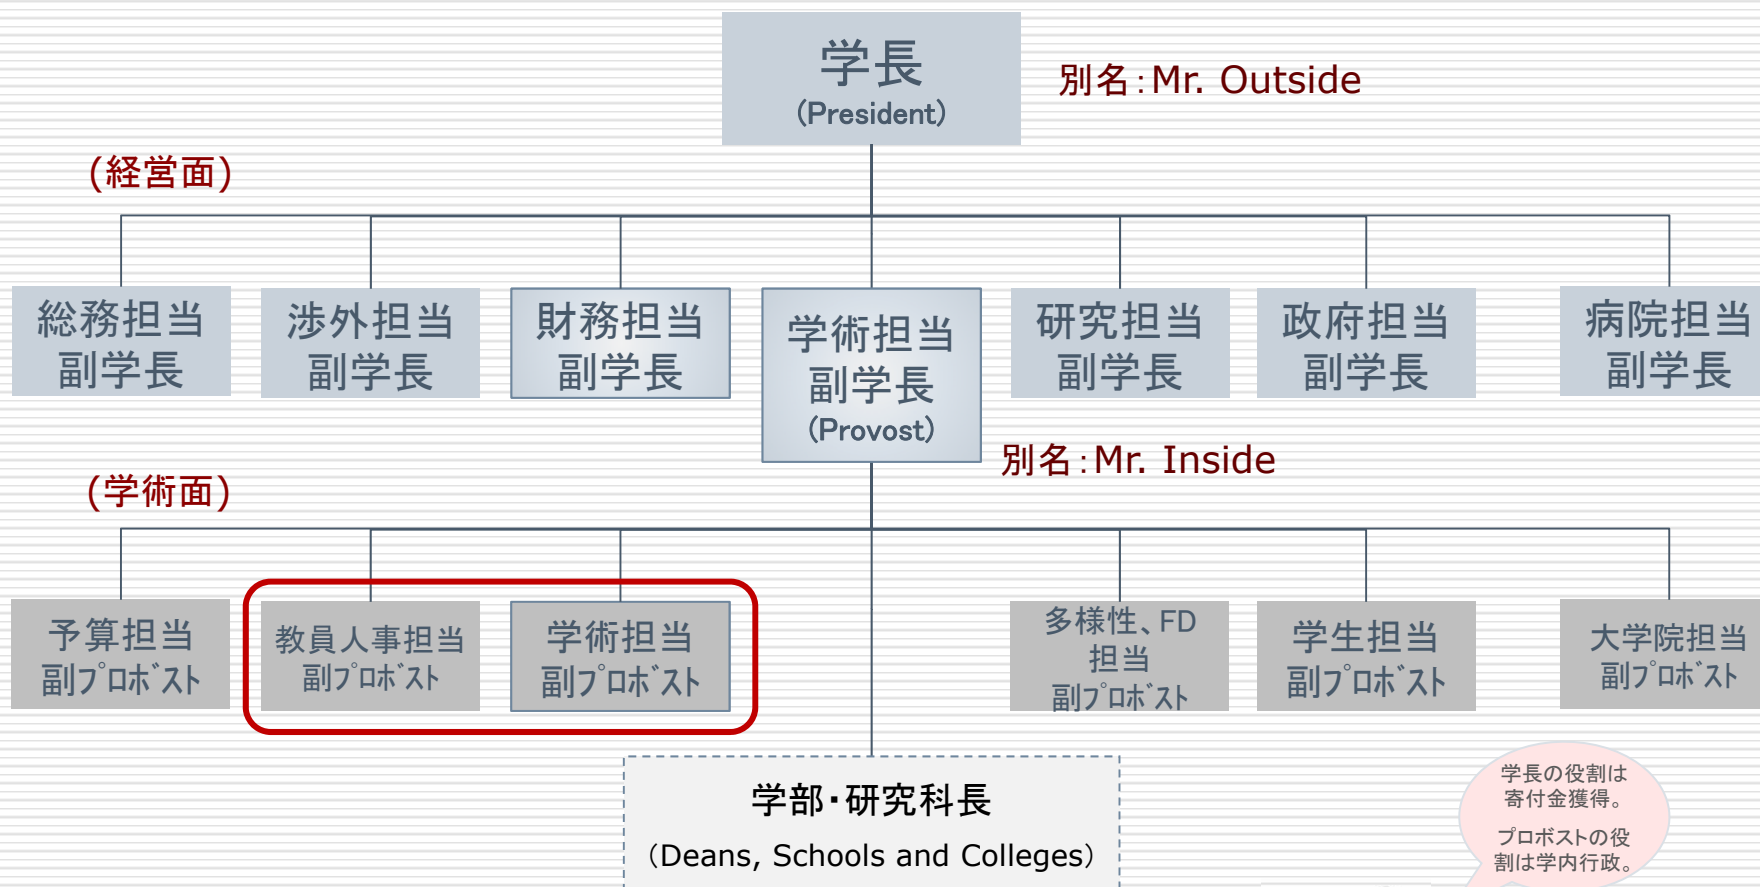 学長
(President)
別名：Mr. Outside
(経営面)
総務担当
副学長
渉外担当
副学長
財務担当
副学長
学術担当
副学長
(Provost)
研究担当
副学長
政府担当
副学長
病院担当
副学長
別名：Mr. Inside
(学術面)
予算担当
副ﾌﾟﾛﾎﾞｽﾄ
教員人事担当
副ﾌﾟﾛﾎﾞｽﾄ
学術担当
副ﾌﾟﾛﾎﾞｽﾄ
多様性、FD
担当
副ﾌﾟﾛﾎﾞｽﾄ
学生担当
副ﾌﾟﾛﾎﾞｽﾄ
大学院担当
副ﾌﾟﾛﾎﾞｽﾄ
学部・研究科長
（Deans, Schools and Colleges）
学長の役割は
寄付金獲得。
プロボストの役
割は学内行政。